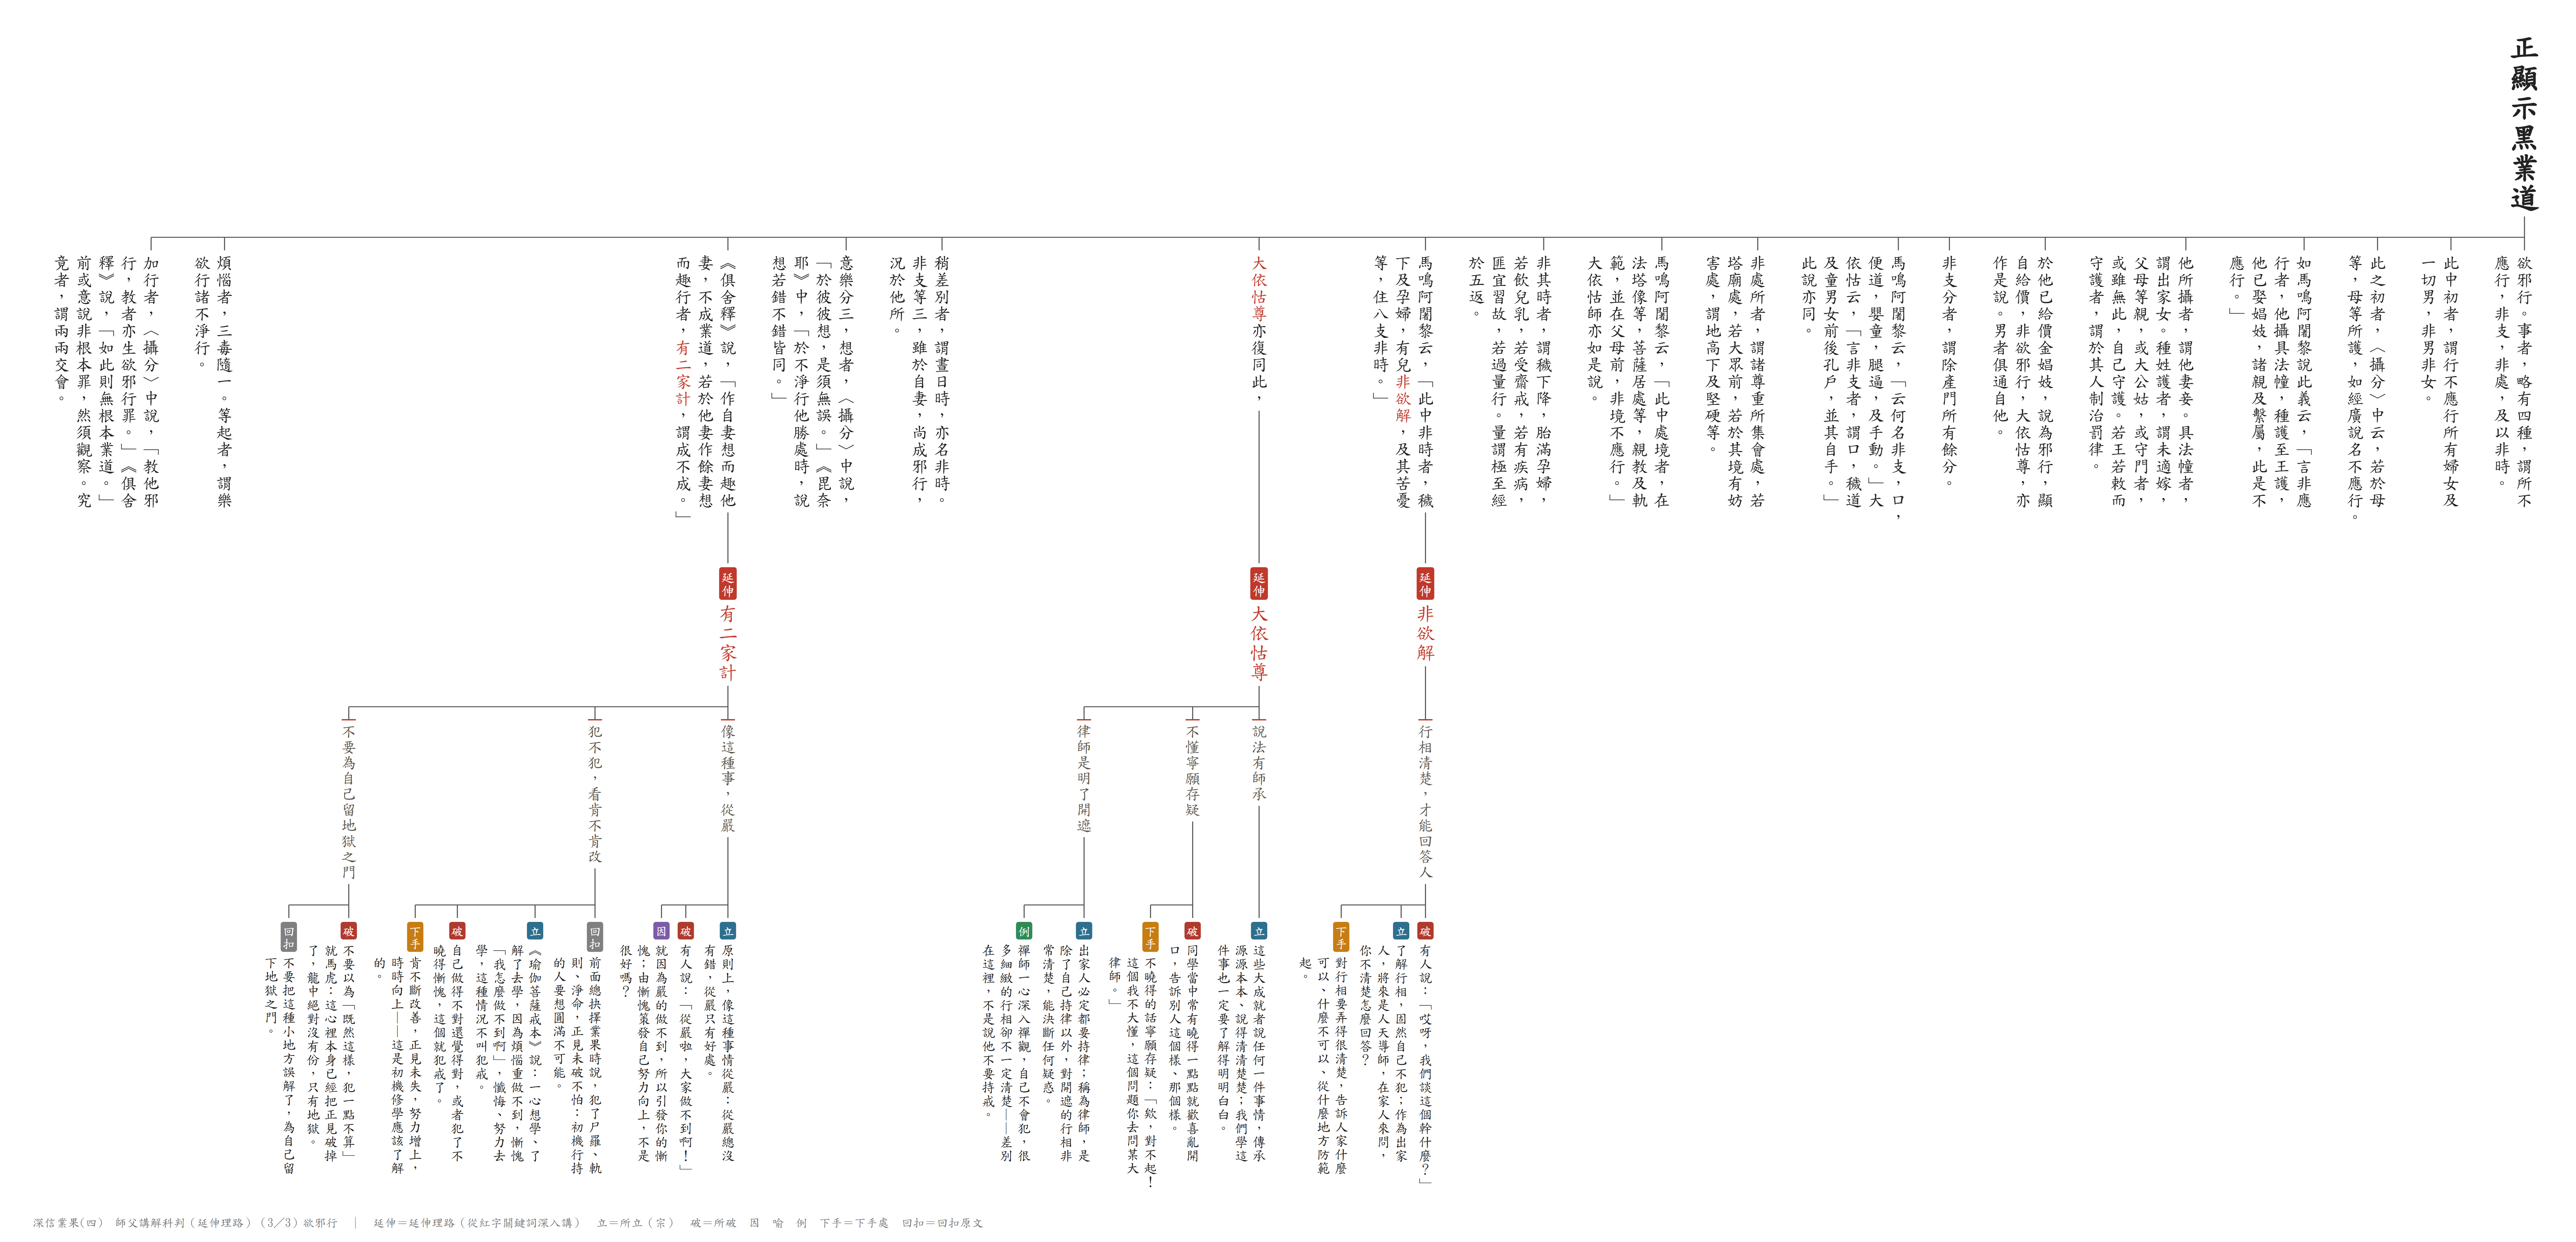 正顯示黑業道
欲邪行。事者，略有四種，謂所不
應行，非支，非處，及以非時。
此中初者，謂行不應行所有婦女及
一切男，非男非女。
此之初者，〈攝分〉中云，若於母
等，母等所護，如經廣說名不應行。
如馬鳴阿闍黎說此義云，「言非應
行者，他攝具法幢，種護至王護，
他已娶娼妓，諸親及繫屬，此是不
應行。」
他所攝者，謂他妻妾。具法幢者，
謂出家女。種姓護者，謂未適嫁，
父母等親，或大公姑，或守門者，
或雖無此，自己守護。若王若敕而
守護者，謂於其人制治罰律。
於他已給價金娼妓，說為邪行，顯
自給價，非欲邪行，大依怙尊，亦
作是說。男者俱通自他。
非支分者，謂除產門所有餘分。
馬鳴阿闍黎云，「云何名非支，口，
便道，嬰童，腿逼，及手動。」大
依怙云，「言非支者，謂口，穢道
及童男女前後孔戶，並其自手。」
此說亦同。
非處所者，謂諸尊重所集會處，若
塔廟處，若大眾前，若於其境有妨
害處，謂地高下及堅硬等。
馬鳴阿闍黎云，「此中處境者，在
法塔像等，菩薩居處等，親教及軌
範，並在父母前，非境不應行。」
大依怙師亦如是說。
非其時者，謂穢下降，胎滿孕婦，
若飲兒乳，若受齋戒，若有疾病，
匪宜習故，若過量行。量謂極至經
於五返。
馬鳴阿闍黎云，「此中非時者，穢
下及孕婦，有兒非欲解，及其苦憂
等，住八支非時。」
大依怙尊亦復同此，
稍差別者，謂晝日時，亦名非時。
非支等三，雖於自妻，尚成邪行，
況於他所。
意樂分三，想者，〈攝分〉中說，
「於彼彼想，是須無誤。」《毘奈
耶》中，「於不淨行他勝處時，說
想若錯不錯皆同。」
《俱舍釋》說，「作自妻想而趣他
妻，不成業道，若於他妻作餘妻想
而趣行者，有二家計，謂成不成。」
煩惱者，三毒隨一。等起者，謂樂
欲行諸不淨行。
加行者，〈攝分〉中說，「教他邪
行，教者亦生欲邪行罪。」《俱舍
釋》說，「如此則無根本業道。」
前或意說非根本罪，然須觀察。究
竟者，謂兩兩交會。
延伸 非欲解
行相清楚，才能回答人
破 有人說：「哎呀，我們談這個幹什麼？」
立 了解行相，固然自己不犯；作為出家
人，將來是人天導師，在家人來問，
你不清楚怎麼回答？
下手 對行相要弄得很清楚，告訴人家什麼
可以、什麼不可以、從什麼地方防範
起。
延伸 大依怙尊
說法有師承
立 這些大成就者說任何一件事情，傳承
源源本本、說得清清楚楚；我們學這
件事也一定要了解得明明白白。
不懂寧願存疑
破 同學當中常有曉得一點點就歡喜亂開
口，告訴別人這個樣、那個樣。
下手 不曉得的話寧願存疑：「欸，對不起！
這個我不大懂，這個問題你去問某大
律師。」
律師是明了開遮
立 出家人必定都要持律；稱為律師，是
除了自己持律以外，對開遮的行相非
常清楚，能決斷任何疑惑。
例 禪師一心深入禪觀，自己不會犯，很
多細緻的行相卻不一定清楚——差別
在這裡，不是說他不要持戒。
延伸 有二家計
像這種事，從嚴
立 原則上，像這種事情從嚴：從嚴總沒
有錯，從嚴只有好處。
破 有人說：「從嚴啦，大家做不到啊！」
因 就因為嚴的做不到，所以引發你的慚
愧；由慚愧策發自己努力向上，不是
很好嗎？
犯不犯，看肯不肯改
回扣 前面總抉擇業果時說，犯了尸羅、軌
則、淨命，正見未破不怕：初機行持
的人要想圓滿不可能。
立 《瑜伽菩薩戒本》說：一心想學、了
解了去學，因為煩惱重做不到，慚愧
「我怎麼做不到啊」，懺悔、努力去
學，這種情況不叫犯戒。
破 自己做得不對還覺得對，或者犯了不
曉得慚愧，這個就犯戒了。
下手 肯不斷改善，正見未失，努力增上，
時時向上——這是初機修學應該了解
的。
不要為自己留地獄之門
破 不要以為「既然這樣，犯一點不算」
就馬虎：這心裡本身已經把正見破掉
了，龍中絕對沒有份，只有地獄。
回扣 不要把這種小地方誤解了，為自己留
下地獄之門。
深信業果(四)　師父講解科判（延伸理路）（3／3）欲邪行　｜　延伸＝延伸理路（從紅字關鍵詞深入講）　立＝所立（宗）　破＝所破　因　喻　例　下手＝下手處　回扣＝回扣原文